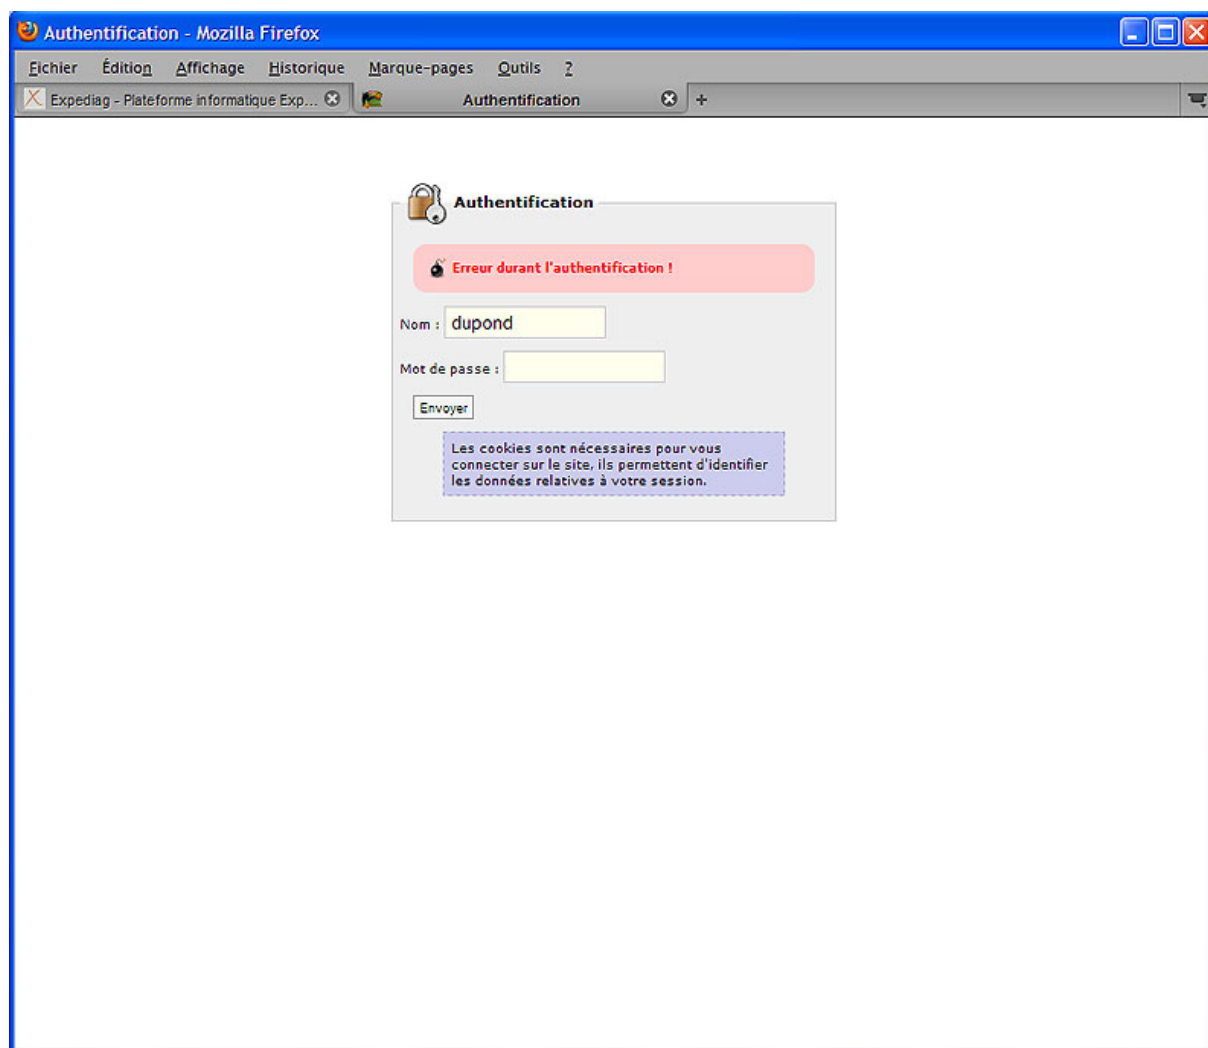 Authentification - Mozilla Firefox
Fichier Édition Affichage Historique Marque-pages Outils ?
Expediag - Plateforme informatique Exp... Authentification +
Authentification
Erreur durant l'authentification !
Nom : dupond
Mot de passe :
Envoyer
Les cookies sont nécessaires pour vous
connecter sur le site, ils permettent d'identifier
les données relatives à votre session.